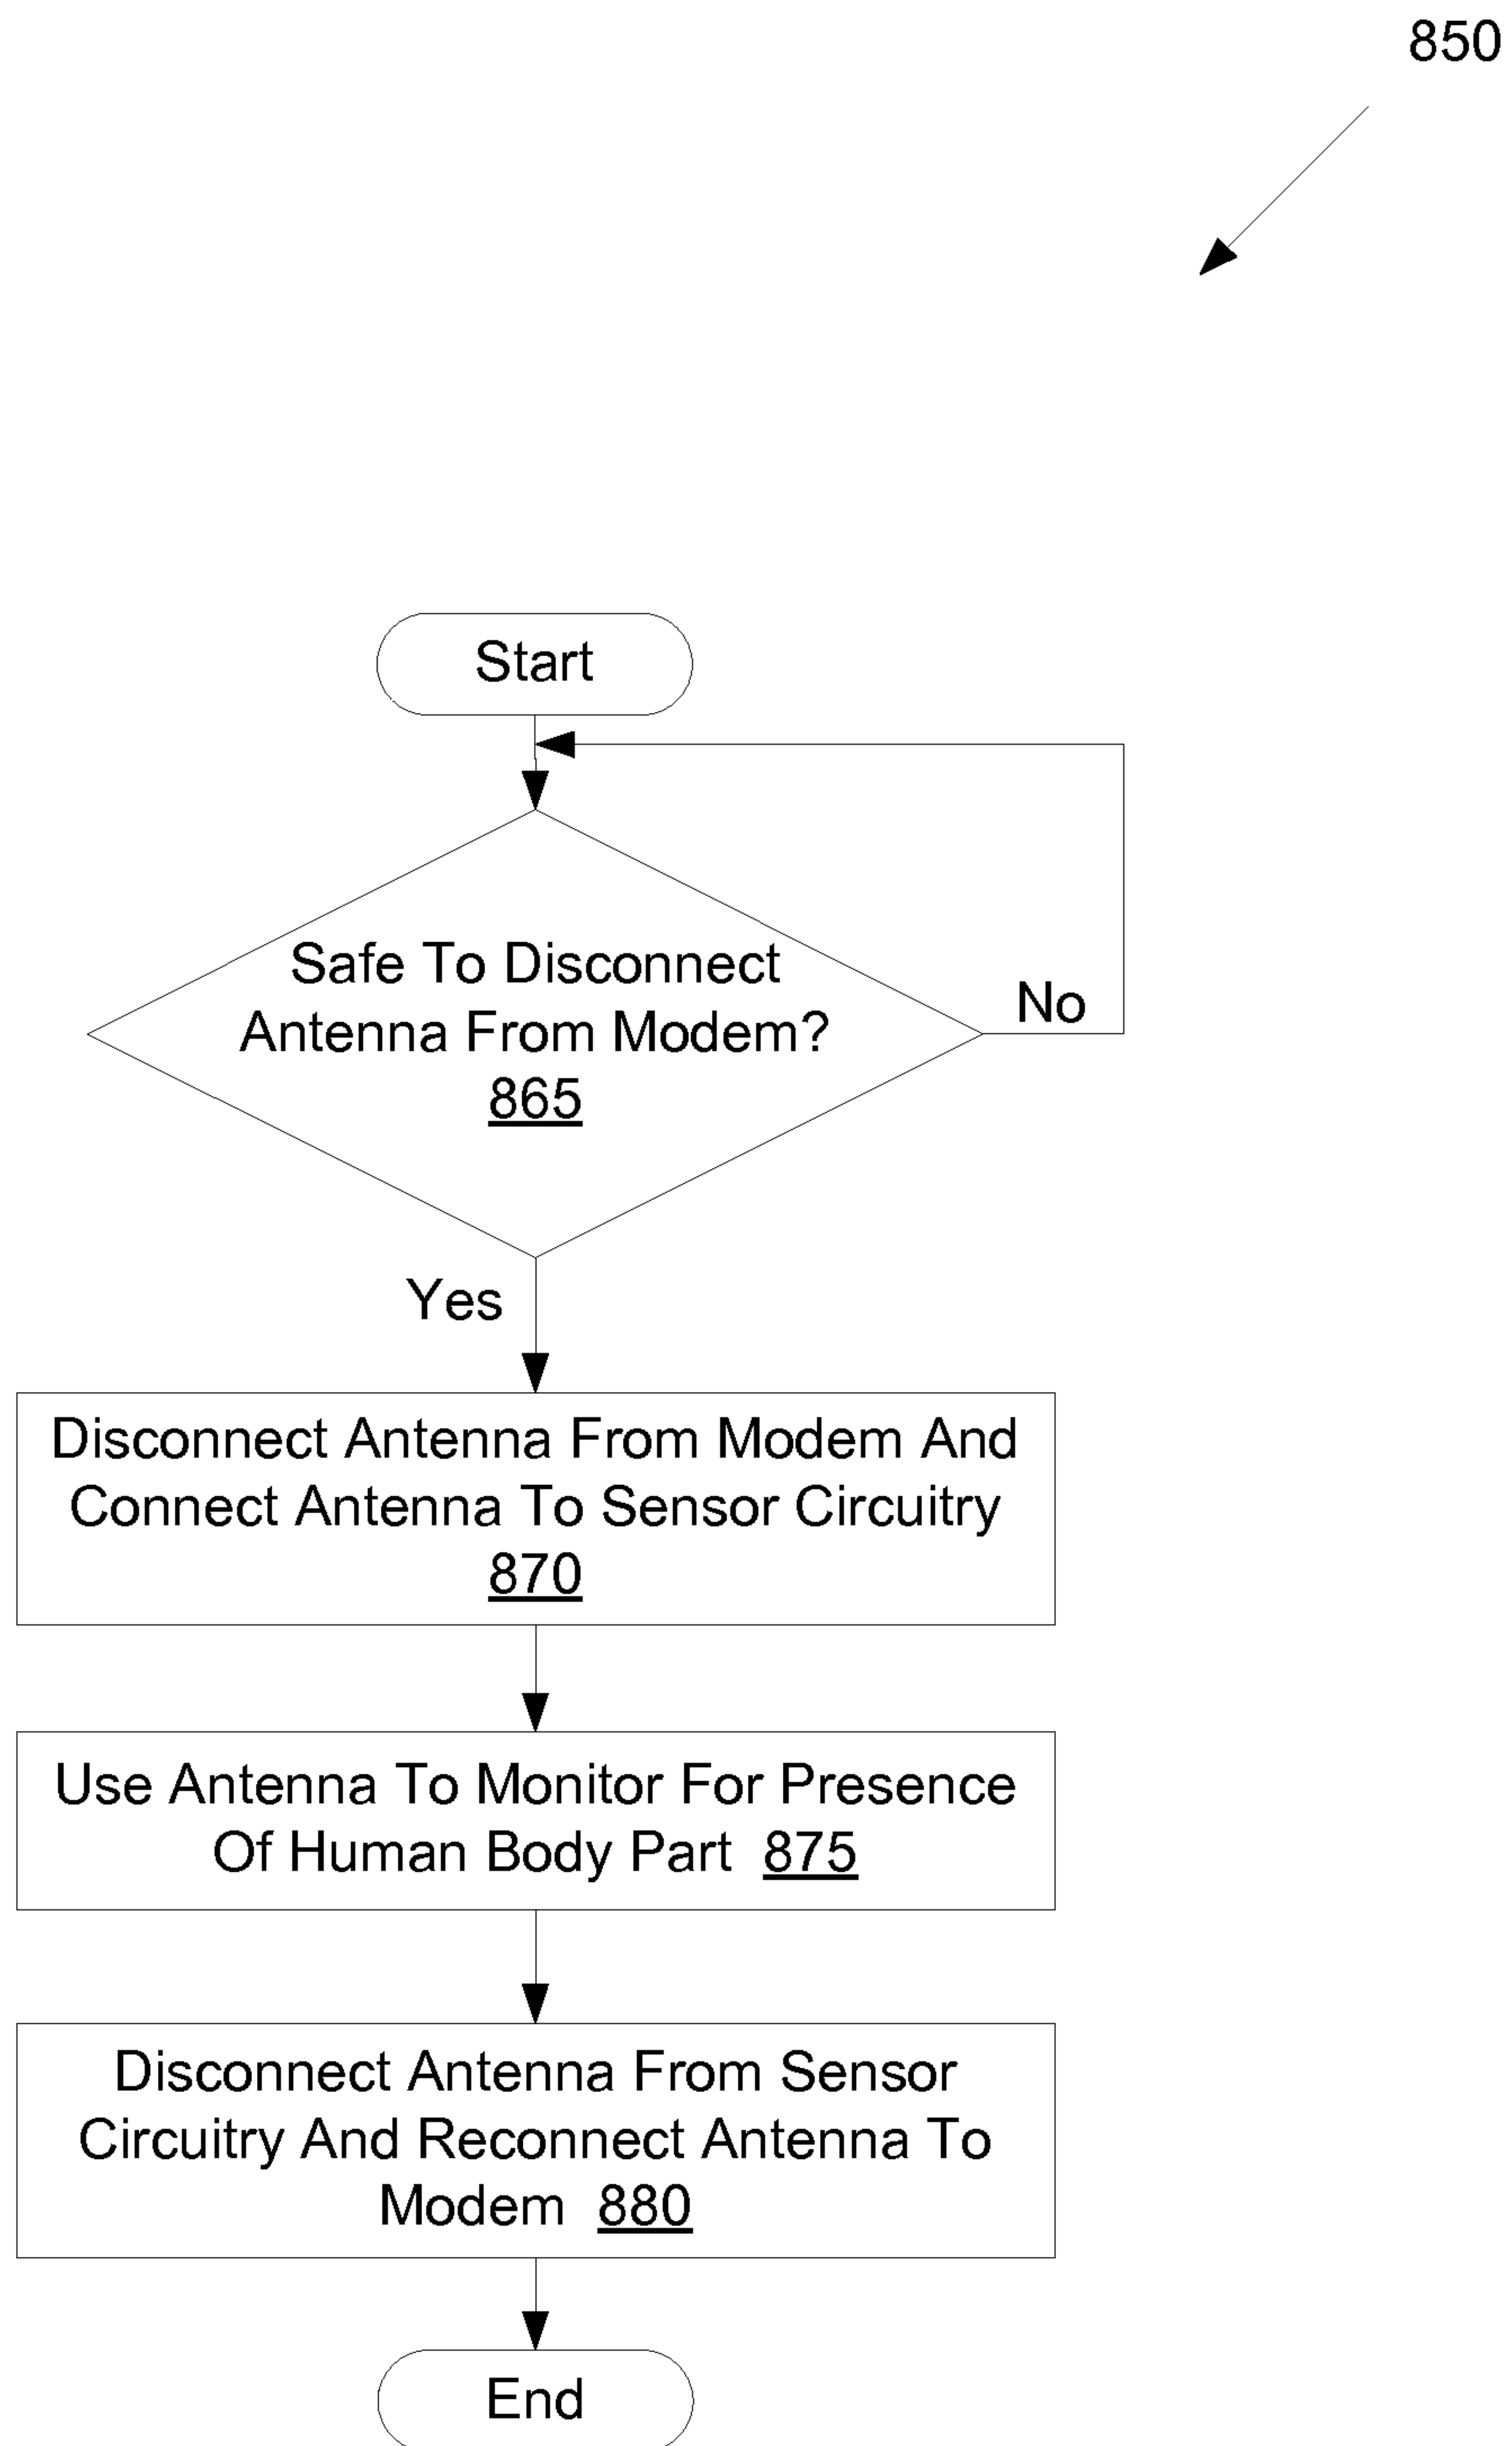 850
Start
Safe To Disconnect
Antenna From Modem?
865
No
Yes
Disconnect Antenna From Modem And
Connect Antenna To Sensor Circuitry
870
Use Antenna To Monitor For Presence
Of Human Body Part 875
Disconnect Antenna From Sensor
Circuitry And Reconnect Antenna To
Modem 880
End